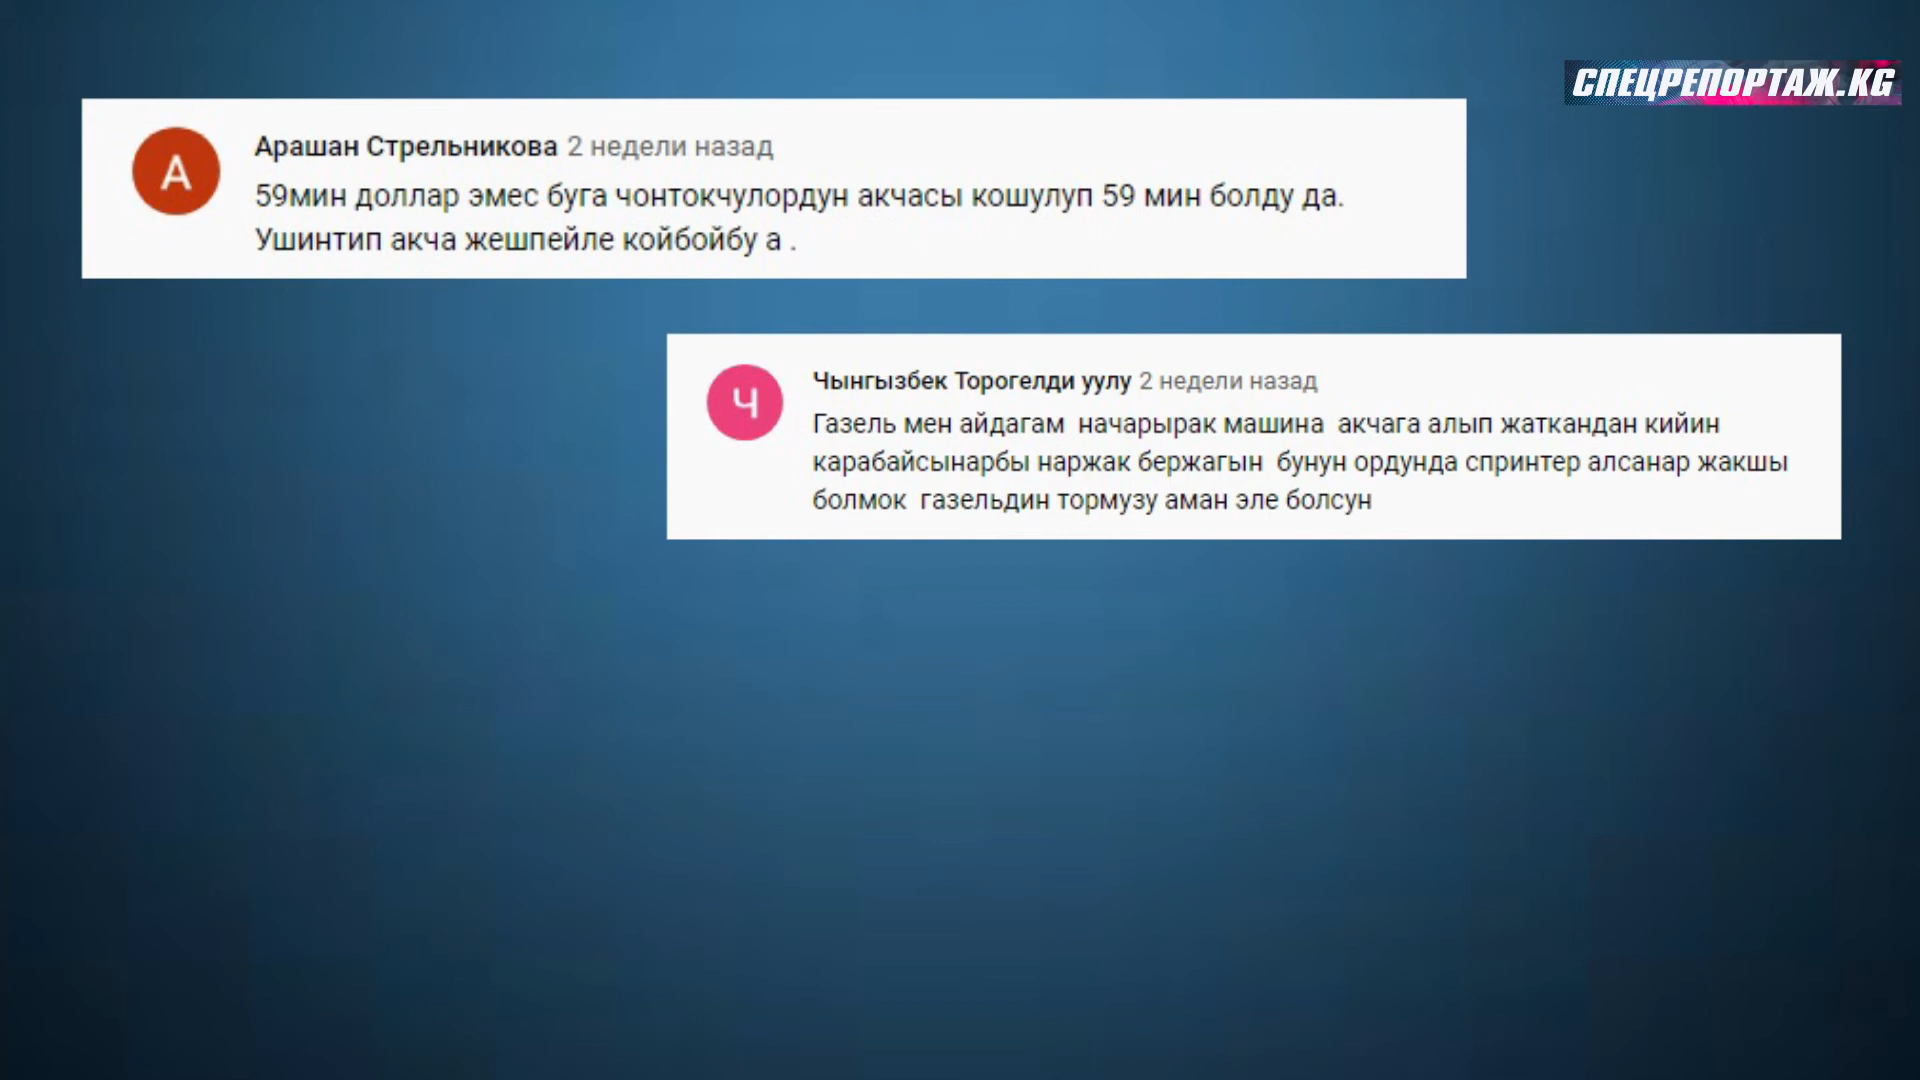 СПЕЦРЕПОРТАЖ.KG
А
Арашан Стрельникова 2 недели назад
59мин доллар эмес буга чонтокчулордун акчасы кошулуп 59 мин болду да.
Ушинтип акча жешпейле койбойбу а .
Ч
Чынгызбек Торогелди уулу 2 недели назад
Газель мен айдагам начарырак машина акчага алып жаткандан кийин
карабайсынарбы наржак бержагын бунун ордунда спринтер алсанар жакшы
болмок газельдин тормузу аман эле болсун